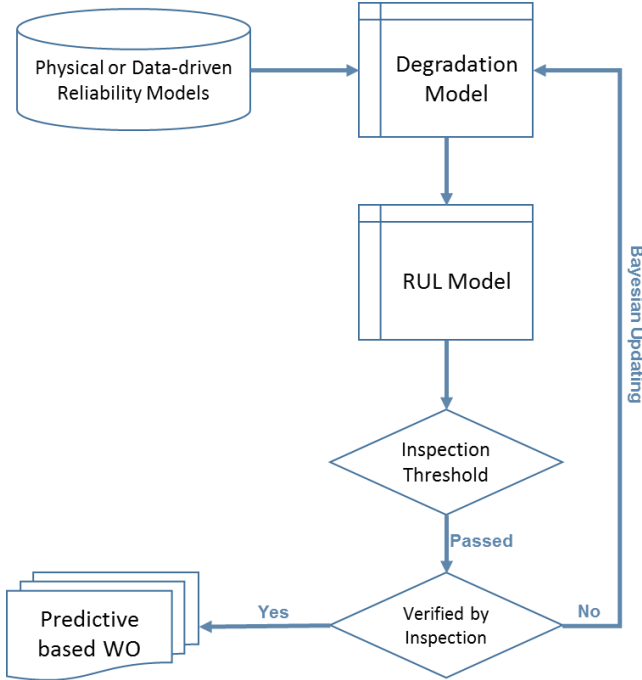 Physical or Data-driven
Reliability Models
Degradation
Model
RUL Model
Bayesian Updating
Inspection
Threshold
Passed
Predictive
based WO
Yes
Verified by
Inspection
No